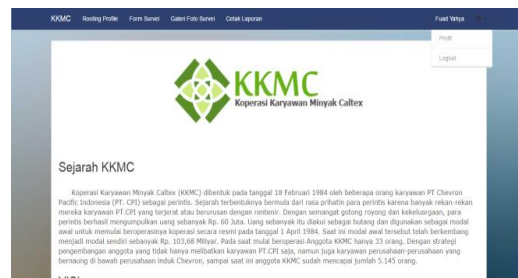 KKMC Rooting Profile Form Survei Galeri Foto Survei Cetak Laporan Fuad Yahya
Profil
Logout
KKMC
Koperasi Karyawan Minyak Caltex
Sejarah KKMC
Koperasi Karyawan Minyak Caltex (KKMC) dibentuk pada tanggal 18 Februari 1984 oleh beberapa orang karyawan PT Chevron
Pacific Indonesia (PT. CPI) sebagai perintis. Sejarah terbentuknya bermula dari rasa prihatin para perintis karena banyak rekan-rekan
mereka karyawan PT.CPI yang terjerat atau berurusan dengan rentenir. Dengan semangat gotong royong dan kekeluargaan, para
perintis berhasil mengumpulkan uang sebanyak Rp. 60 Juta. Uang sebanyak itu diakui sebagai hutang dan digunakan sebagai modal
awal untuk memulai beroperasinya koperasi secara resmi pada tanggal 1 April 1984. Saat ini modal awal tersebut telah berkembang
menjadi modal sendiri sebanyak Rp. 103,68 Milyar. Pada saat mulai beroperasi Anggota KKMC hanya 33 orang. Dengan strategi
pengembangan anggota yang tidak hanya melibatkan karyawan PT.CPI saja, namun juga karyawan perusahaan-perusahaan yang
bernaung di bawah perusahaan induk Chevron, sampai saat ini anggota KKMC sudah mencapai jumlah 5.145 orang.